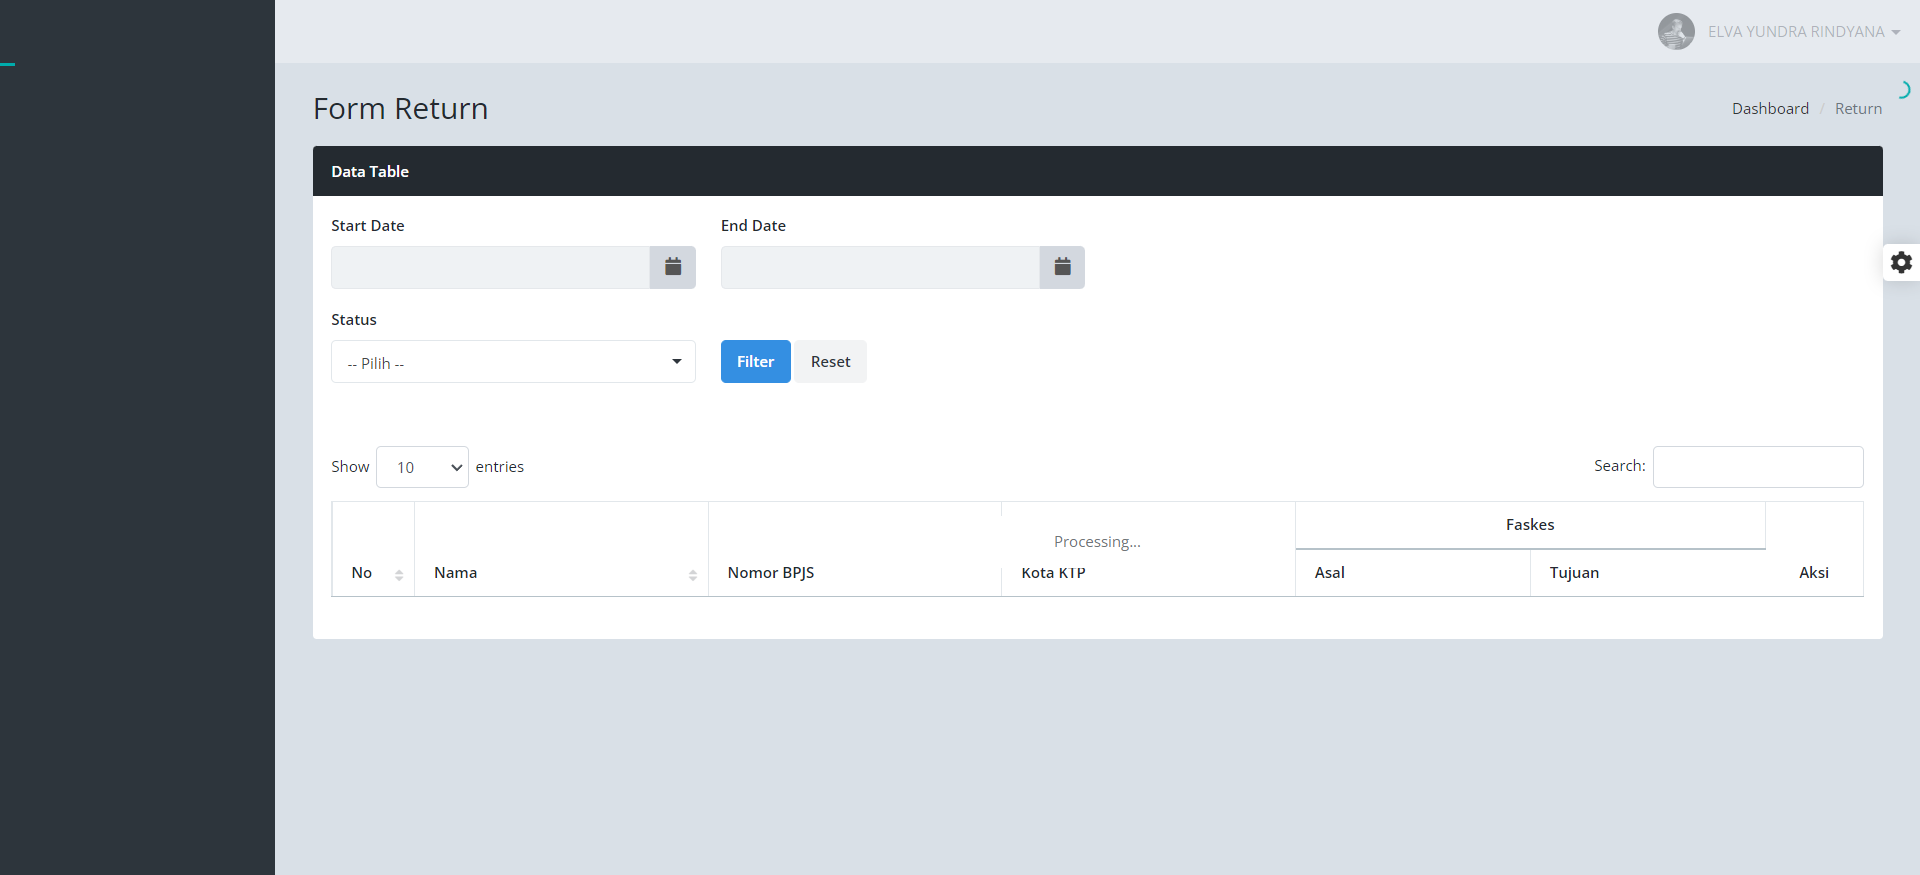 ELVA YUNDRA RINDYANA
Form Return
Dashboard / Return
Data Table
Start Date
End Date
Status
-- Pilih --
Filter
Reset
Show 10 entries
Search:
Faskes
Processing...
No
Nama
Nomor BPJS
Kota KTP
Asal
Tujuan
Aksi